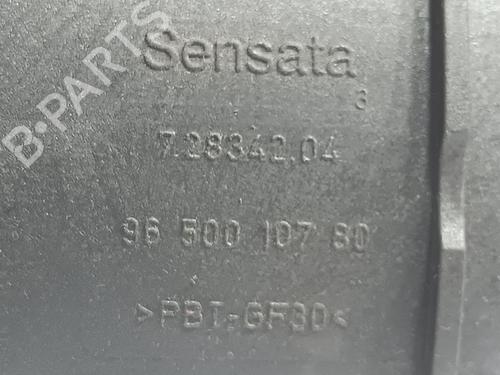 B-PARTS
Sensata
3
7.28342.04
96 500 107 80
>PBT-GF30<